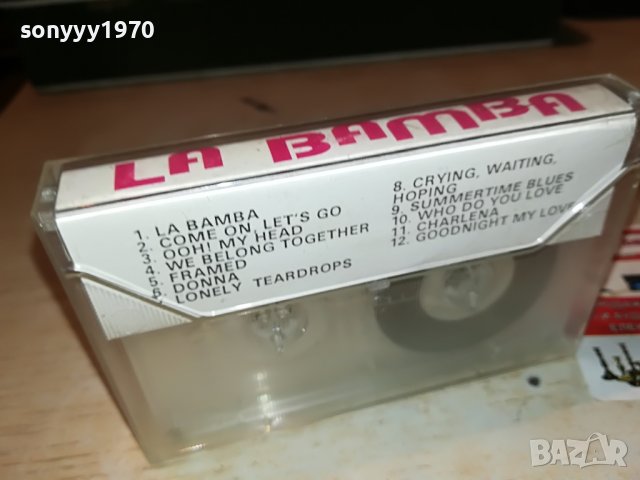 sonyyy1970
LA BAMBA
1. LA BAMBA
2. COME ON, LET'S GO
3. OOH! MY HEAD
4. WE BELONG TOGETHER
5. FRAMED
6. DONNA
LONELY TEARDROPS
8. CRYING, WAITING,
HOPING
9. SUMMERTIME BLUES
10. WHO DO YOU LOVE
11. CHARLENA
12. GOODNIGHT MY LOVE
BAZAR
bg